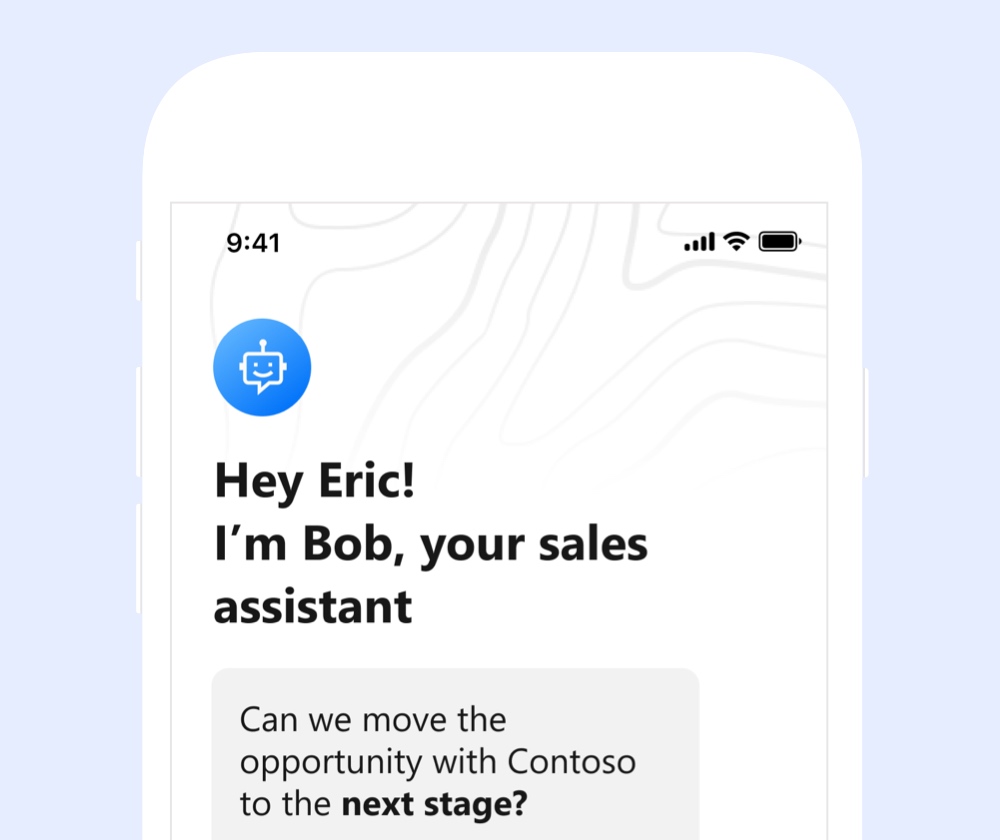 9:41
Hey Eric!
I’m Bob, your sales
assistant
Can we move the
opportunity with Contoso
to the next stage?